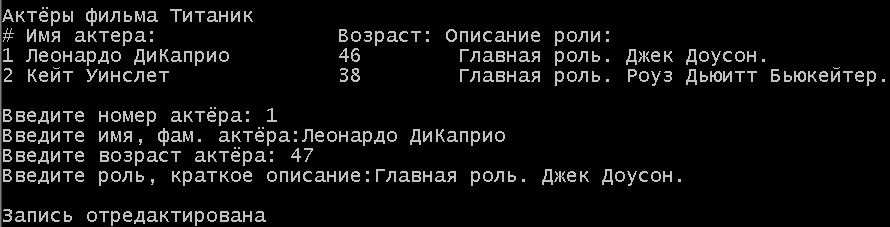 Актёры фильма Титаник
# Имя актера: Возраст: Описание роли:
1 Леонардо ДиКаприо 46 Главная роль. Джек Доусон.
2 Кейт Уинслет 38 Главная роль. Роуз Дьюитт Бьюкейтер.
Введите номер актёра: 1
Введите имя, фам. актёра:Леонардо ДиКаприо
Введите возраст актёра: 47
Введите роль, краткое описание:Главная роль. Джек Доусон.
Запись отредактирована